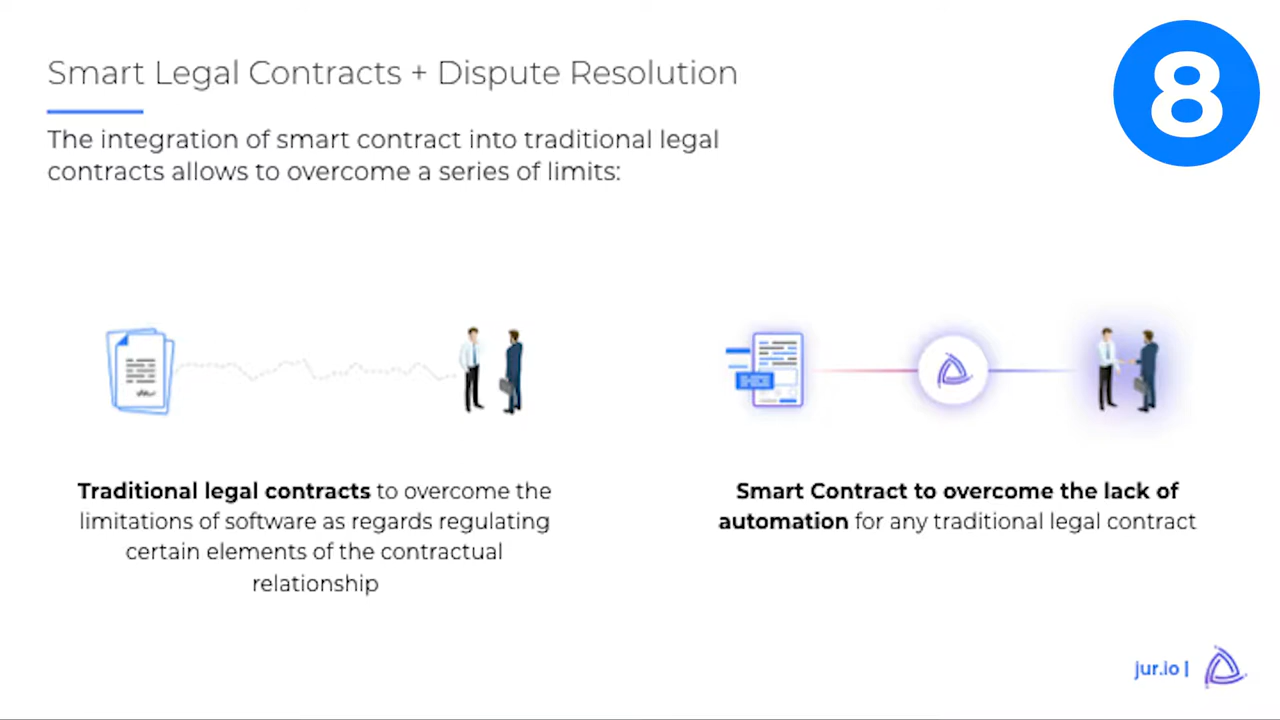 Smart Legal Contracts + Dispute Resolution
8
The integration of smart contract into traditional legal
contracts allows to overcome a series of limits:
Traditional legal contracts to overcome the
limitations of software as regards regulating
certain elements of the contractual
relationship
Smart Contract to overcome the lack of
automation for any traditional legal contract
jur.io |